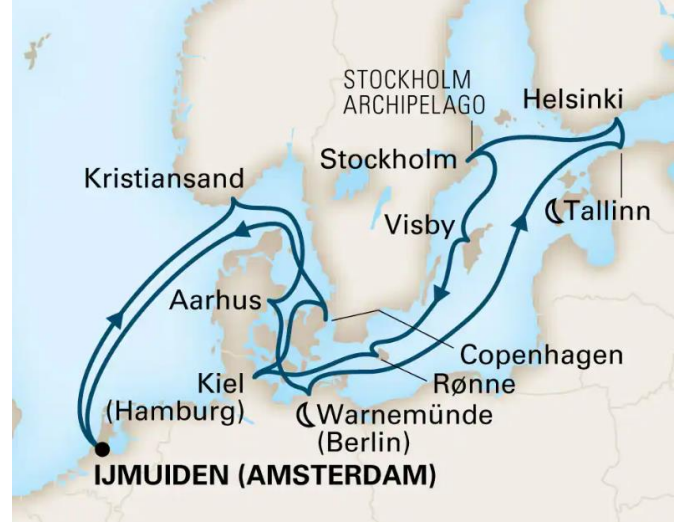 STOCKHOLM
ARCHIPELAGO
Helsinki
Stockholm
Kristiansand
Visby
Tallinn
Aarhus
Copenhagen
Kiel
(Hamburg)
Rønne
Warnemünde
(Berlin)
IJMUIDEN (AMSTERDAM)